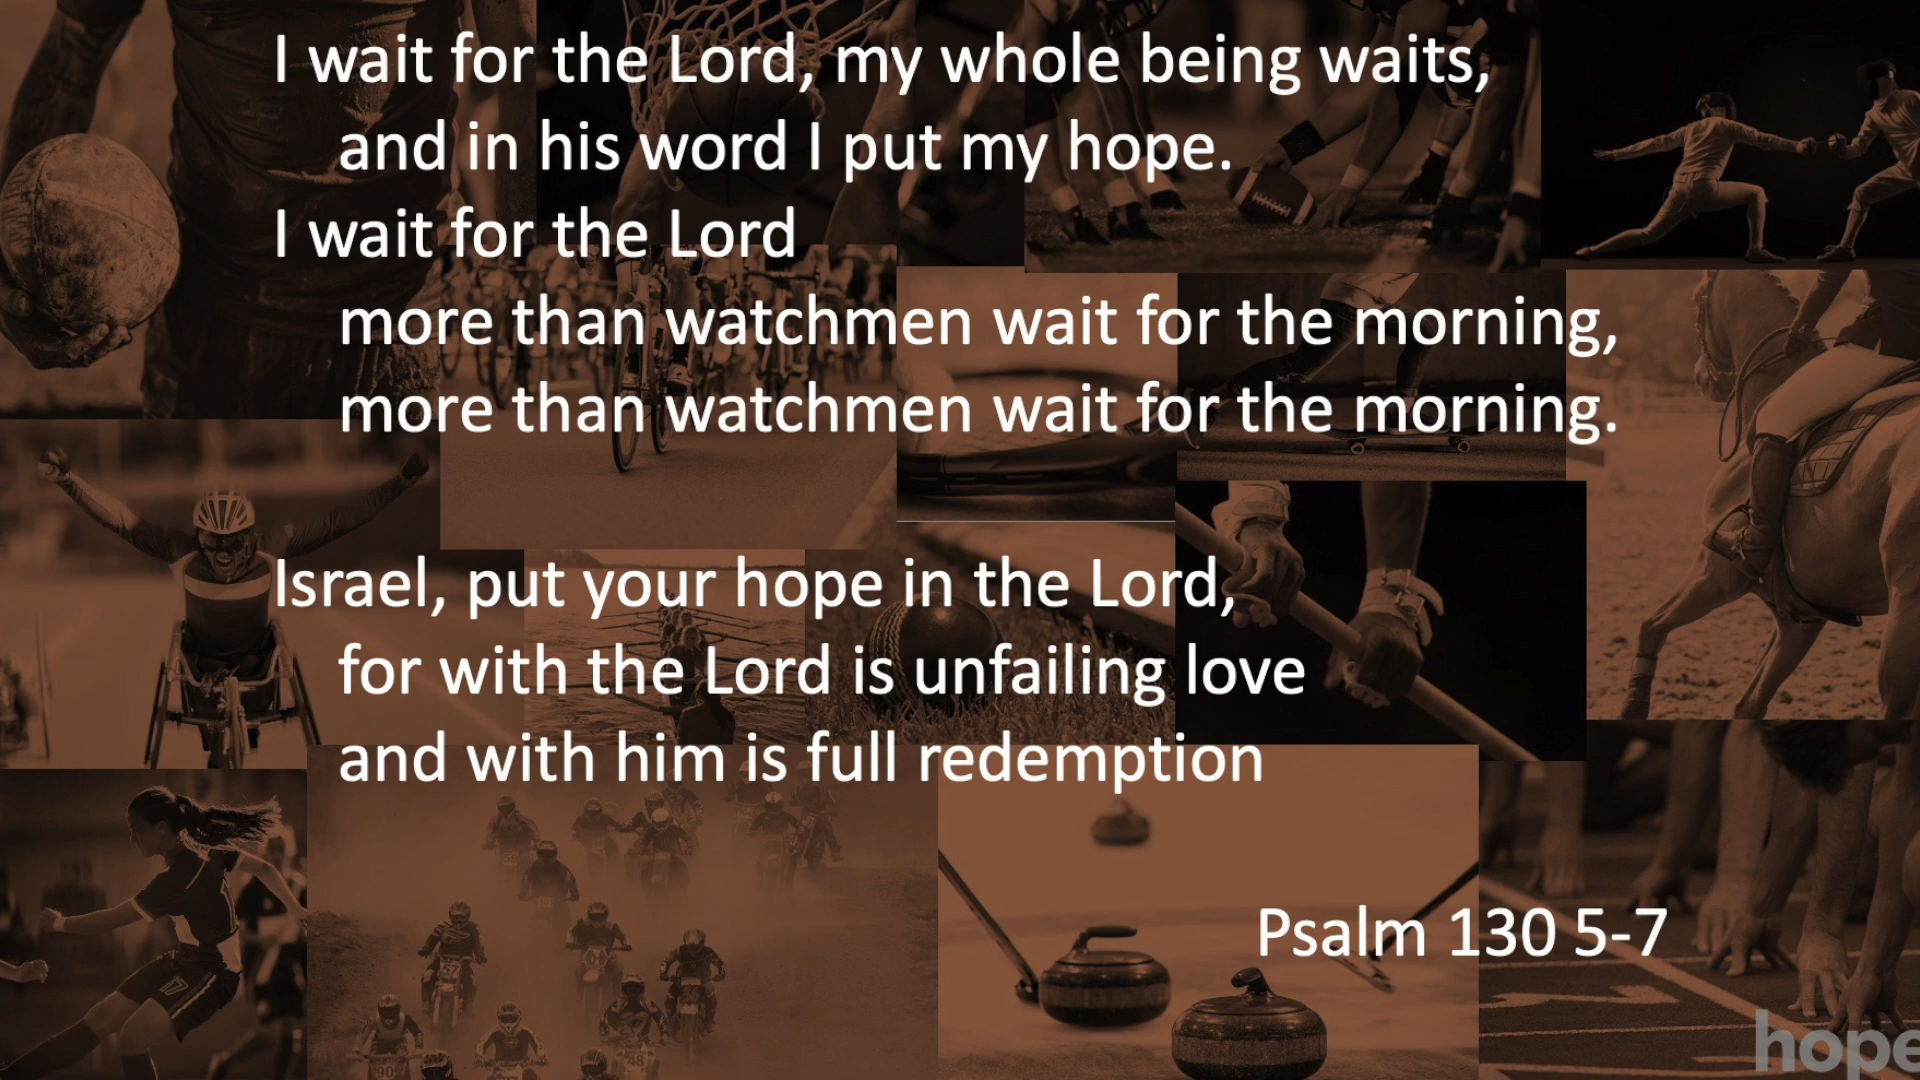 I wait for the Lord, my whole being waits,
and in his word I put my hope.
I wait for the Lord
more than watchmen wait for the morning,
more than watchmen wait for the morning.
Israel, put your hope in the Lord,
for with the Lord is unfailing love
and with him is full redemption
Psalm 130 5-7
hope